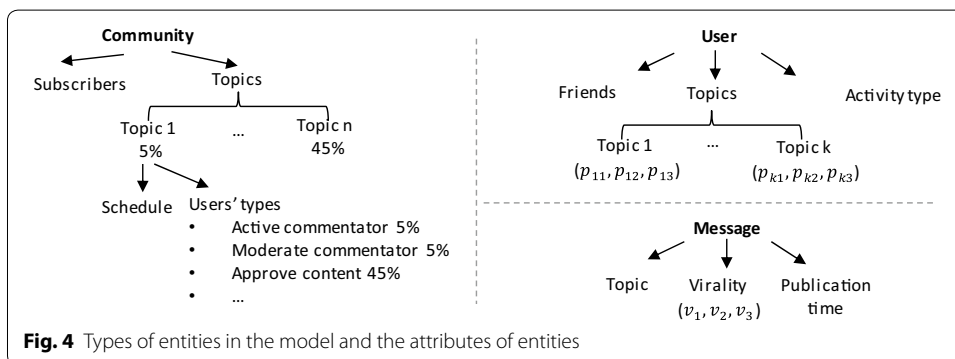 Community
Subscribers
Topics
Topic 1
...
Topic n
5%
45%
Schedule
Users' types
• Active commentator 5%
• Moderate commentator 5%
• Approve content 45%
• ...
User
Friends
Topics
Activity type
Topic 1
...
Topic k
(p₁₁, p₁₂, p₁₃)
(pₖ₁, pₖ₂, pₖ₃)
Message
Topic
Virality
Publication
time
(v₁, v₂, v₃)
Fig. 4 Types of entities in the model and the attributes of entities